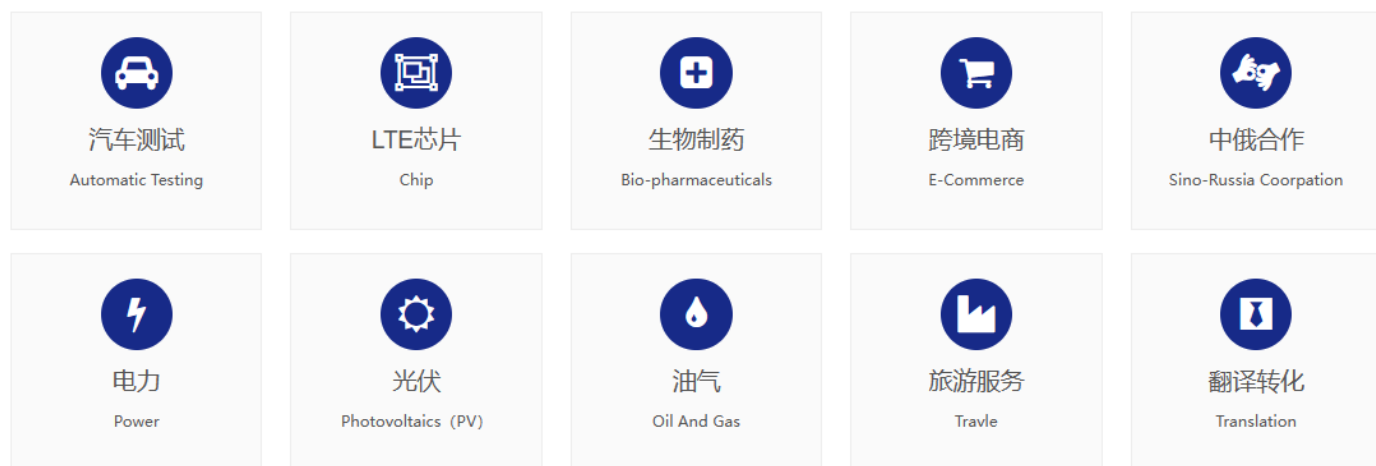 汽车测试
LTE芯片
生物制药
跨境电商
中俄合作
Automatic Testing
Chip
Bio-pharmaceuticals
E-Commerce
Sino-Russia Coorpation
电力
光伏
油气
旅游服务
翻译转化
Power
Photovoltaics（PV）
Oil And Gas
Travle
Translation